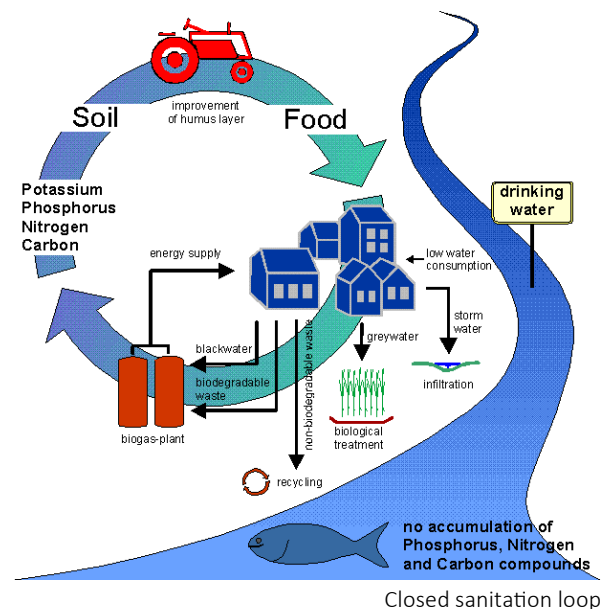 improvement
of humus layer
Soil
Food
Potassium
Phosphorus
Nitrogen
Carbon
drinking
water
energy supply
low water
consumption
storm
water
greywater
infiltration
blackwater
biodegradable
waste
non-biodegradable waste
biogas-plant
biological
treatment
recycling
no accumulation of
Phosphorus, Nitrogen
and Carbon compounds
Closed sanitation loop